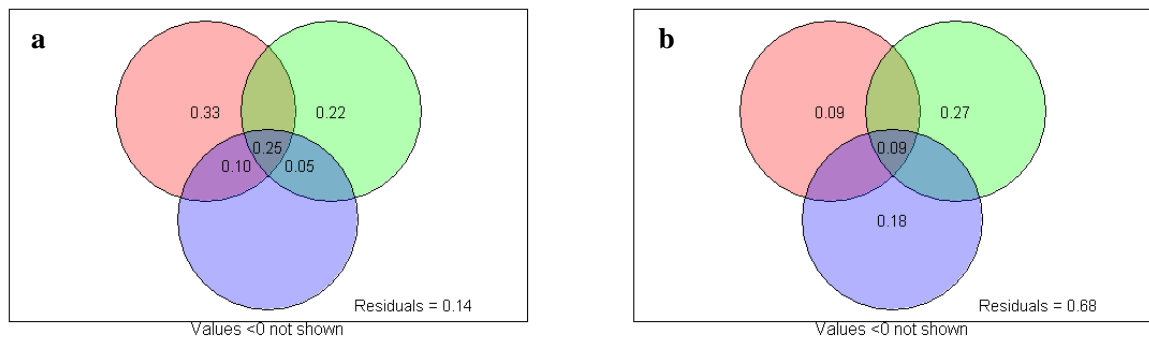 a
0.33
0.22
0.25
0.10
0.05
Residuals = 0.14
Values <0 not shown
b
0.09
0.27
0.09
0.18
Residuals = 0.68
Values <0 not shown